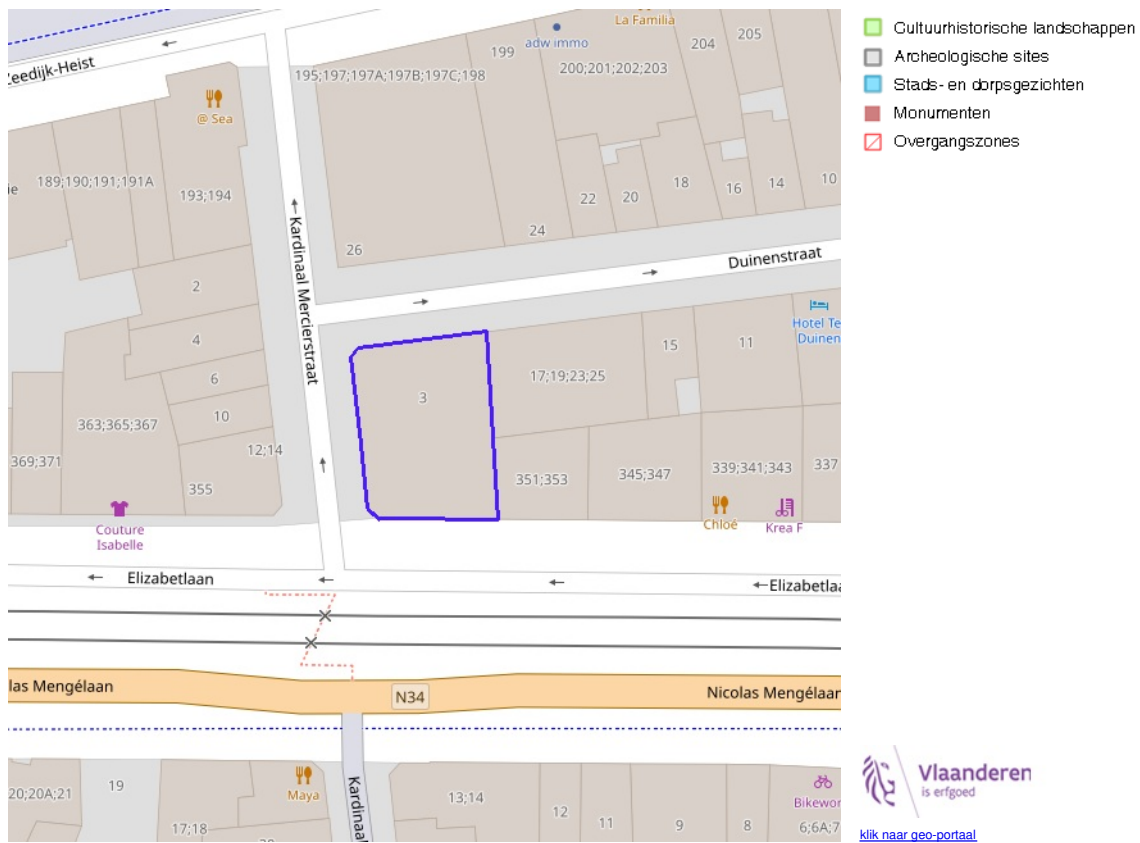 Zeedijk-Heist
@ Sea
189;190;191;191A
193;194
195;197;197A;197B;197C;198
199
adw immo
La Familia
200;201;202;203
204
205
26
24
22
20
18
16
14
10
Duinenstraat
Kardinaal Mercierstraat
2
4
6
10
12;14
363;365;367
369;371
355
Couture
Isabelle
3
17;19;23;25
15
11
Hotel Te
Duinen
351;353
345;347
339;341;343
337
Chloé
Krea F
Elizabetlaan
Elizabetlaa
las Mengélaan
N34
Nicolas Mengélaan
20;20A;21
19
17;18
Maya
Kardinaal
13;14
12
11
9
8
Bikewor
6;6A;7
Cultuurhistorische landschappen
Archeologische sites
Stads- en dorpsgezichten
Monumenten
Overgangszones
Vlaanderen
is erfgoed
klik naar geo-portaal